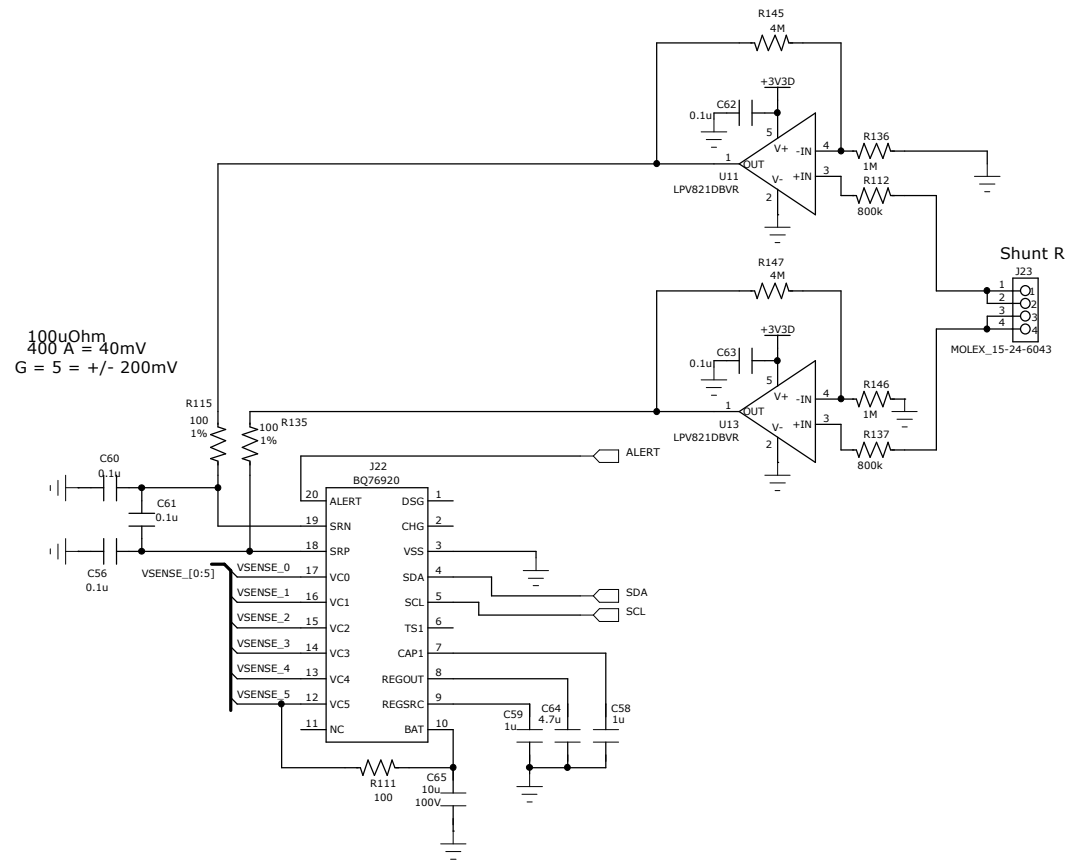 R145
4M
+3V3D
C62
0.1u
5
V+
-IN
4
R136
1M
1
OUT
U11
LPV821DBVR
V-
+IN
3
R112
800k
2
Shunt R
J23
1
1
2
2
3
3
4
4
MOLEX_15-24-6043
R147
4M
+3V3D
C63
0.1u
5
V+
-IN
4
R146
1M
1
OUT
U13
LPV821DBVR
V-
+IN
3
R137
800k
2
100uOhm
400 A = 40mV
G = 5 = +/- 200mV
R115
100
1%
R135
100
1%
C60
0.1u
C61
0.1u
C56
0.1u
ALERT
J22
BQ76920
20 ALERT DSG 1
19 SRN CHG 2
18 SRP VSS 3
17 VC0 SDA 4
16 VC1 SCL 5
15 VC2 TS1 6
14 VC3 CAP1 7
13 VC4 REGOUT 8
12 VC5 REGSRC 9
11 NC BAT 10
SDA
SCL
VSENSE_[0:5]
VSENSE_0
VSENSE_1
VSENSE_2
VSENSE_3
VSENSE_4
VSENSE_5
C59
1u
C64
4.7u
C58
1u
R111
100
C65
10u
100V